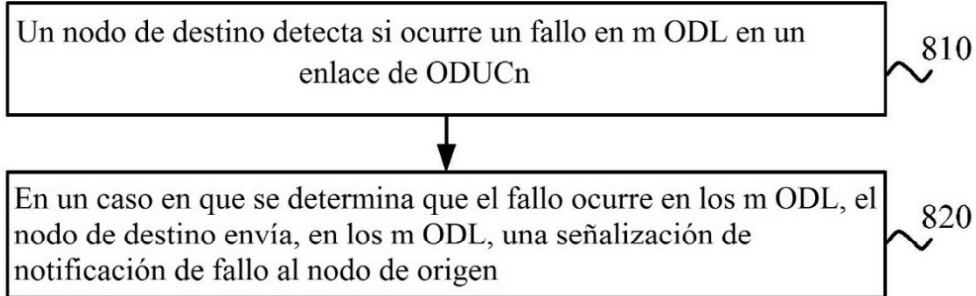 Un nodo de destino detecta si ocurre un fallo en m ODL en un
enlace de ODUCn
810
En un caso en que se determina que el fallo ocurre en los m ODL, el
nodo de destino envía, en los m ODL, una señalización de
notificación de fallo al nodo de origen
820